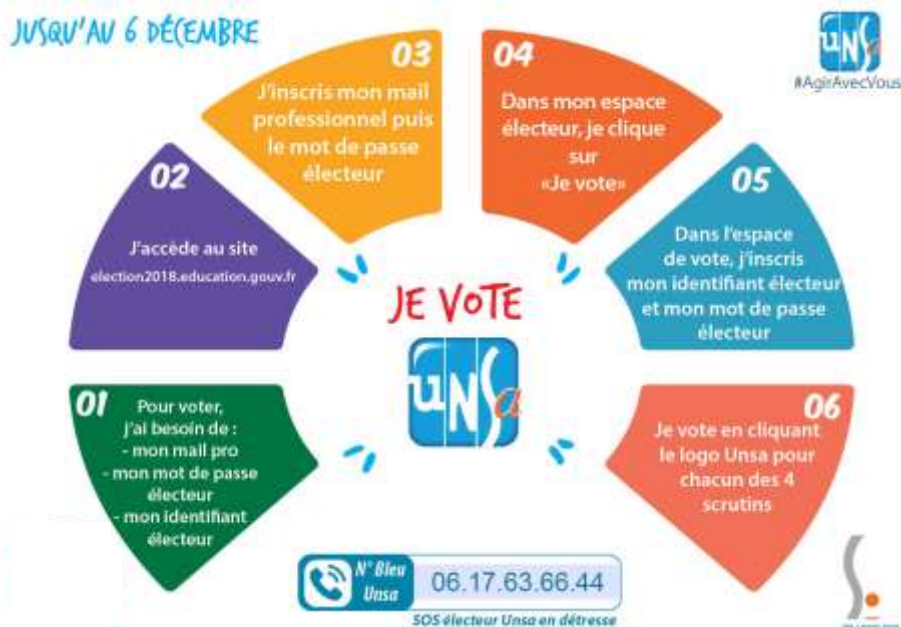 JUSQU'AU 6 DÉCEMBRE
unsa
#AgirAvecVous
01
Pour voter,
j'ai besoin de :
- mon mail pro
- mon mot de passe
électeur
- mon identifiant
électeur
02
J'accède au site
election2018.education.gouv.fr
03
J'inscris mon mail
professionnel puis
le mot de passe
électeur
04
Dans mon espace
électeur, je clique
sur
«Je vote»
05
Dans l'espace
de vote, j'inscris
mon identifiant électeur
et mon mot de passe
électeur
06
Je vote en cliquant
le logo Unsa pour
chacun des 4
scrutins
JE VOTE
uNSa
N° Bleu
Unsa
06.17.63.66.44
SOS électeur Unsa en détresse